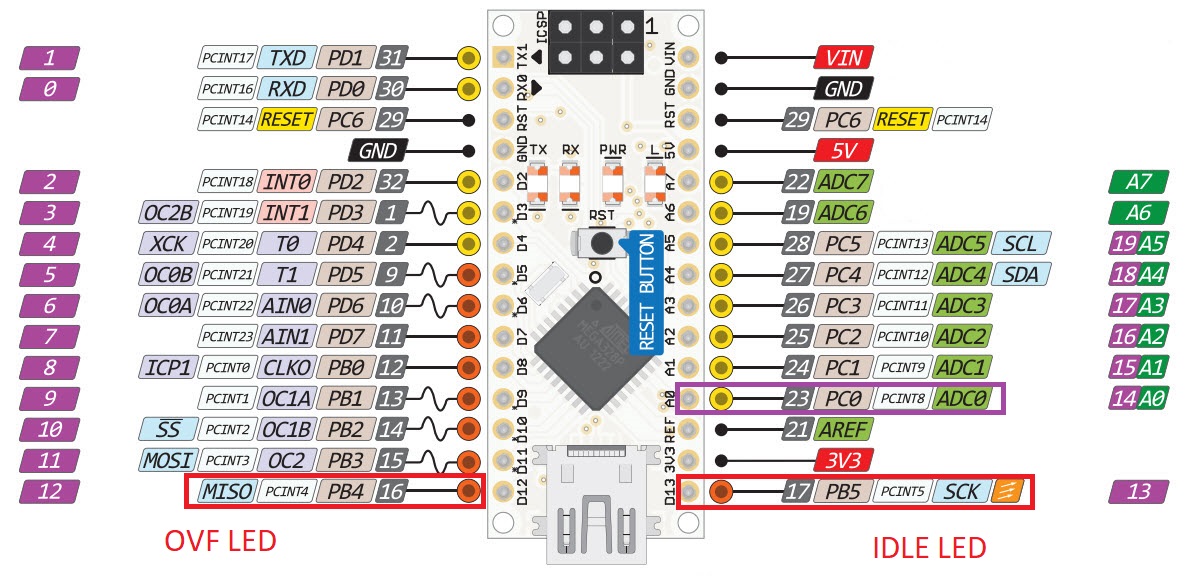 ICSP 1
1 PCINT17 TXD PD1 31 TX1 VIN VIN
0 PCINT16 RXD PD0 30 RX0 GND GND
PCINT14 RESET PC6 29 RST RST 29 PC6 RESET PCINT14
GND GND 5V 5V
TX RX PWR L
2 PCINT18 INT0 PD2 32 D2 A7 22 ADC7 A7
3 OC2B PCINT19 INT1 PD3 1 *D3 A6 19 ADC6 A6
RST
4 XCK PCINT20 T0 PD4 2 D4 A5 28 PC5 PCINT13 ADC5 SCL 19 A5
RESET BUTTON
5 OC0B PCINT21 T1 PD5 9 *D5 A4 27 PC4 PCINT12 ADC4 SDA 18 A4
6 OC0A PCINT22 AIN0 PD6 10 *D6 A3 26 PC3 PCINT11 ADC3 17 A3
7 PCINT23 AIN1 PD7 11 D7 A2 25 PC2 PCINT10 ADC2 16 A2
8 ICP1 PCINT0 CLKO PB0 12 D8 A1 24 PC1 PCINT9 ADC1 15 A1
9 PCINT1 OC1A PB1 13 *D9 A0 23 PC0 PCINT8 ADC0 14 A0
10 SS PCINT2 OC1B PB2 14 *D10 REF 21 AREF
11 MOSI PCINT3 OC2 PB3 15 *D11 3V3 3V3
12 MISO PCINT4 PB4 16 D12 D13 17 PB5 PCINT5 SCK 13
OVF LED IDLE LED